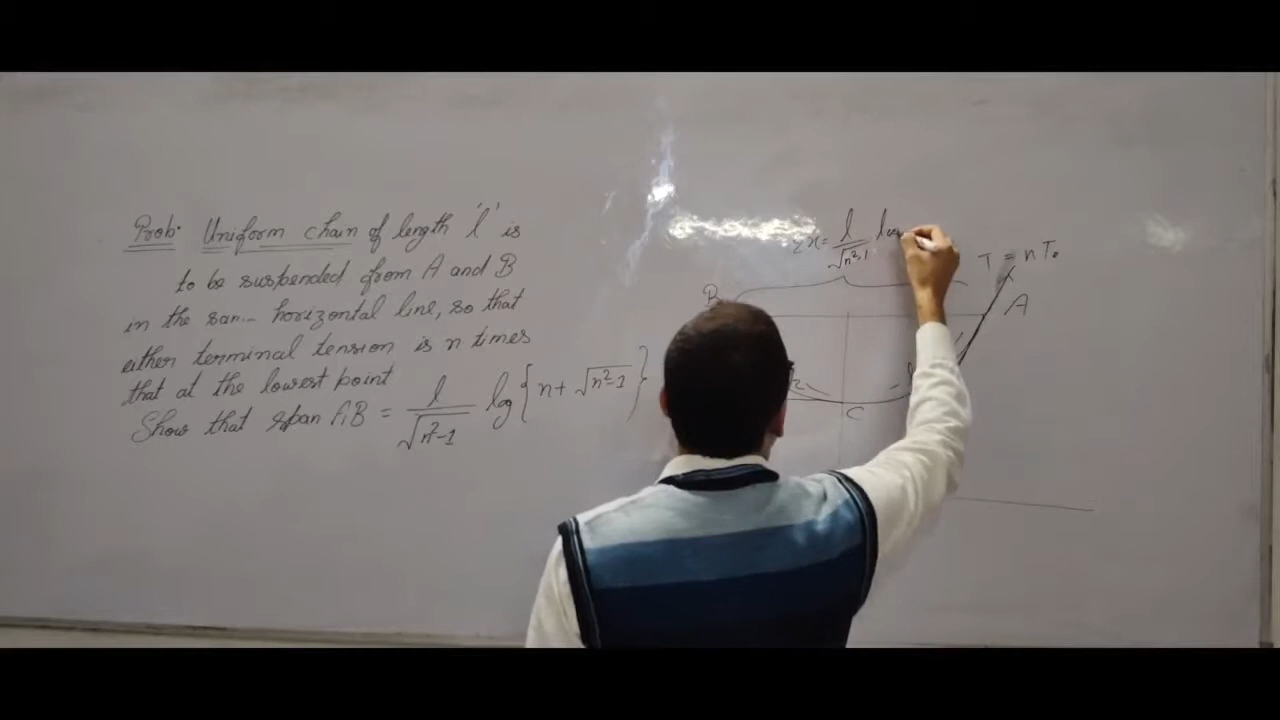 Prob. Uniform chain of length 'l' is
to be suspended from A and B
in the sam.. horizontal line, so that
either terminal tension is n times
that at the lowest point
Show that span AB = l/√(n²-1) log {n + √(n²-1)}
2x = l/√(n²-1) log
T = nT₀
B
A
C